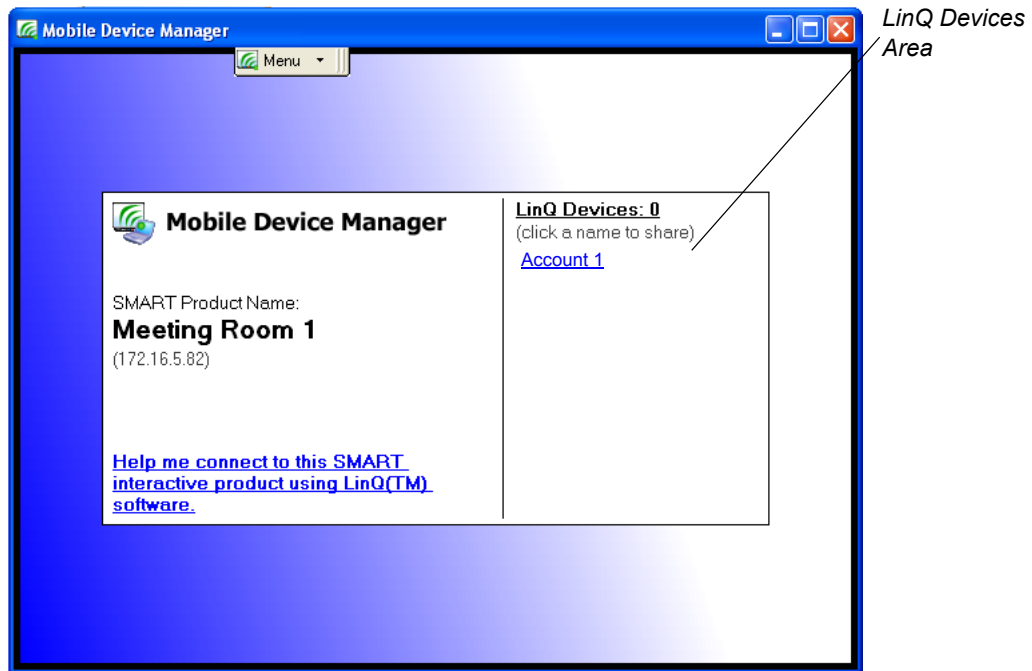 Mobile Device Manager
LinQ Devices
Area
Menu
Mobile Device Manager
SMART Product Name:
Meeting Room 1
(172.16.5.82)
Help me connect to this SMART
interactive product using LinQ(TM)
software.
LinQ Devices: 0
(click a name to share)
Account 1